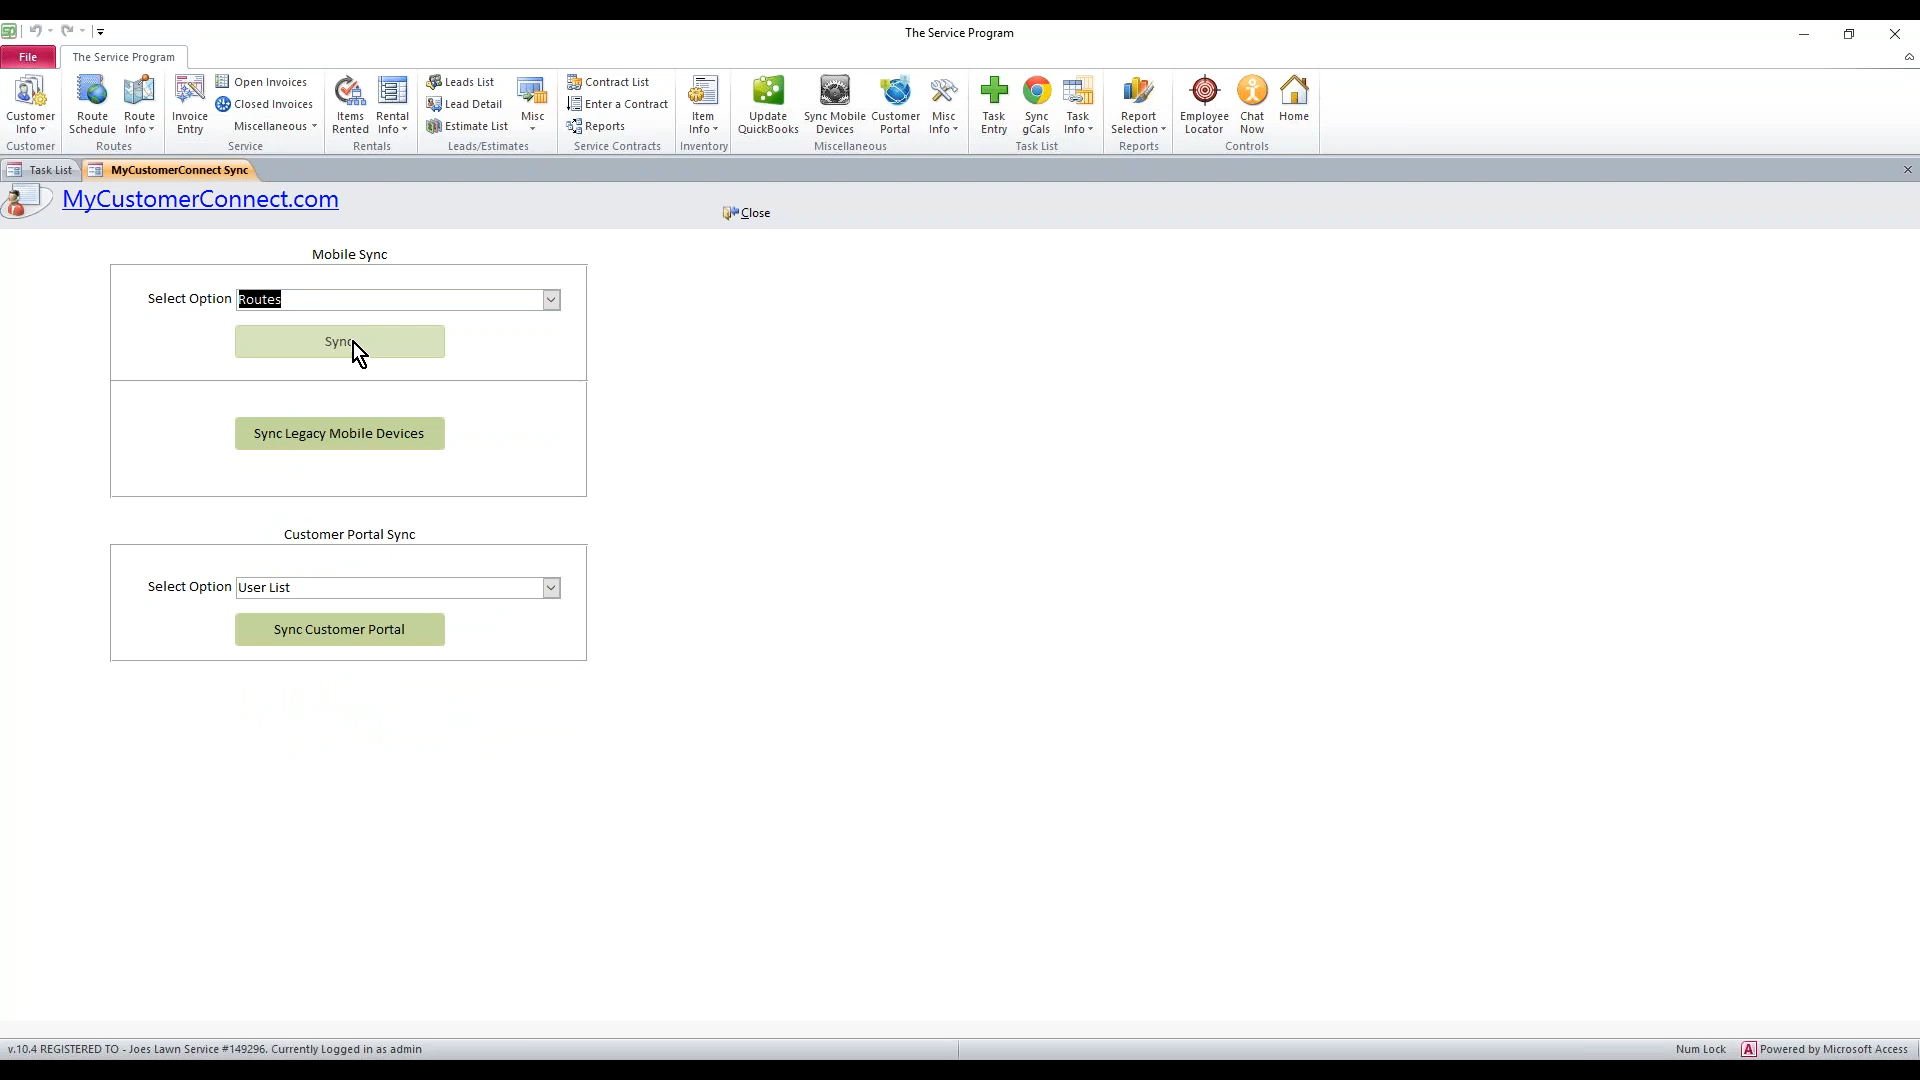 The Service Program
File
The Service Program
Customer Info
Route Schedule
Route Info
Invoice Entry
Open Invoices
Closed Invoices
Miscellaneous
Items Rented
Rental Info
Leads List
Lead Detail
Estimate List
Misc
Contract List
Enter a Contract
Reports
Item Info
Update QuickBooks
Sync Mobile Devices
Customer Portal
Misc Info
Task Entry
Sync gCals
Task Info
Report Selection
Employee Locator
Chat Now
Home
Customer
Routes
Service
Rentals
Leads/Estimates
Service Contracts
Inventory
Miscellaneous
Task List
Reports
Controls
Task List
MyCustomerConnect Sync
MyCustomerConnect.com
Close
Mobile Sync
Select Option Routes
Sync
Sync Legacy Mobile Devices
Customer Portal Sync
Select Option User List
Sync Customer Portal
v.10.4 REGISTERED TO - Joes Lawn Service #149296. Currently Logged in as admin
Num Lock
A Powered by Microsoft Access